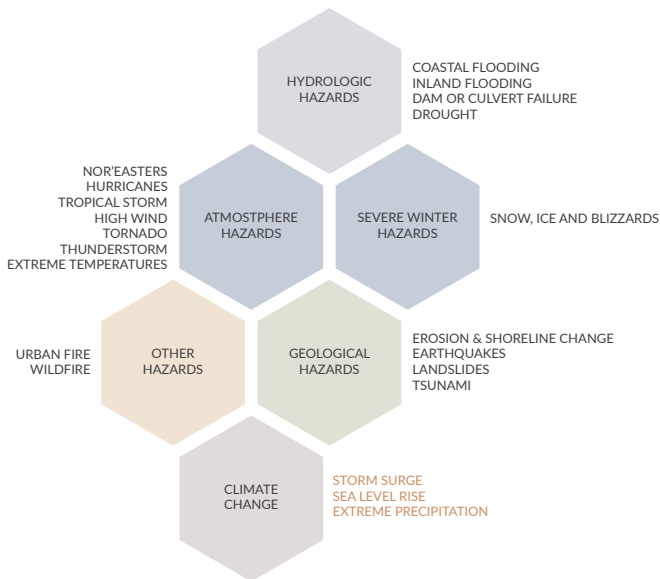 HYDROLOGIC
HAZARDS
COASTAL FLOODING
INLAND FLOODING
DAM OR CULVERT FAILURE
DROUGHT
NOR'EASTERS
HURRICANES
TROPICAL STORM
HIGH WIND
TORNADO
THUNDERSTORM
EXTREME TEMPERATURES
ATMOSTPHERE
HAZARDS
SEVERE WINTER
HAZARDS
SNOW, ICE AND BLIZZARDS
URBAN FIRE
WILDFIRE
OTHER
HAZARDS
GEOLOGICAL
HAZARDS
EROSION & SHORELINE CHANGE
EARTHQUAKES
LANDSLIDES
TSUNAMI
CLIMATE
CHANGE
STORM SURGE
SEA LEVEL RISE
EXTREME PRECIPITATION